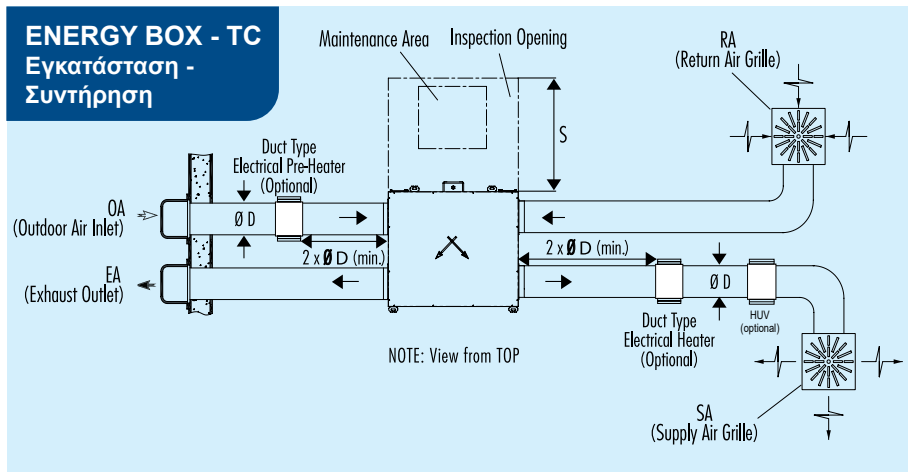 ENERGY BOX - TC
Εγκατάσταση -
Συντήρηση
Maintenance Area
Inspection Opening
RA
(Return Air Grille)
S
Duct Type
Electrical Pre-Heater
(Optional)
OA
(Outdoor Air Inlet)
Ø D
2 x Ø D (min.)
2 x Ø D (min.)
EA
(Exhaust Outlet)
Ø D
HUV
(optional)
Duct Type
Electrical Heater
(Optional)
NOTE: View from TOP
SA
(Supply Air Grille)